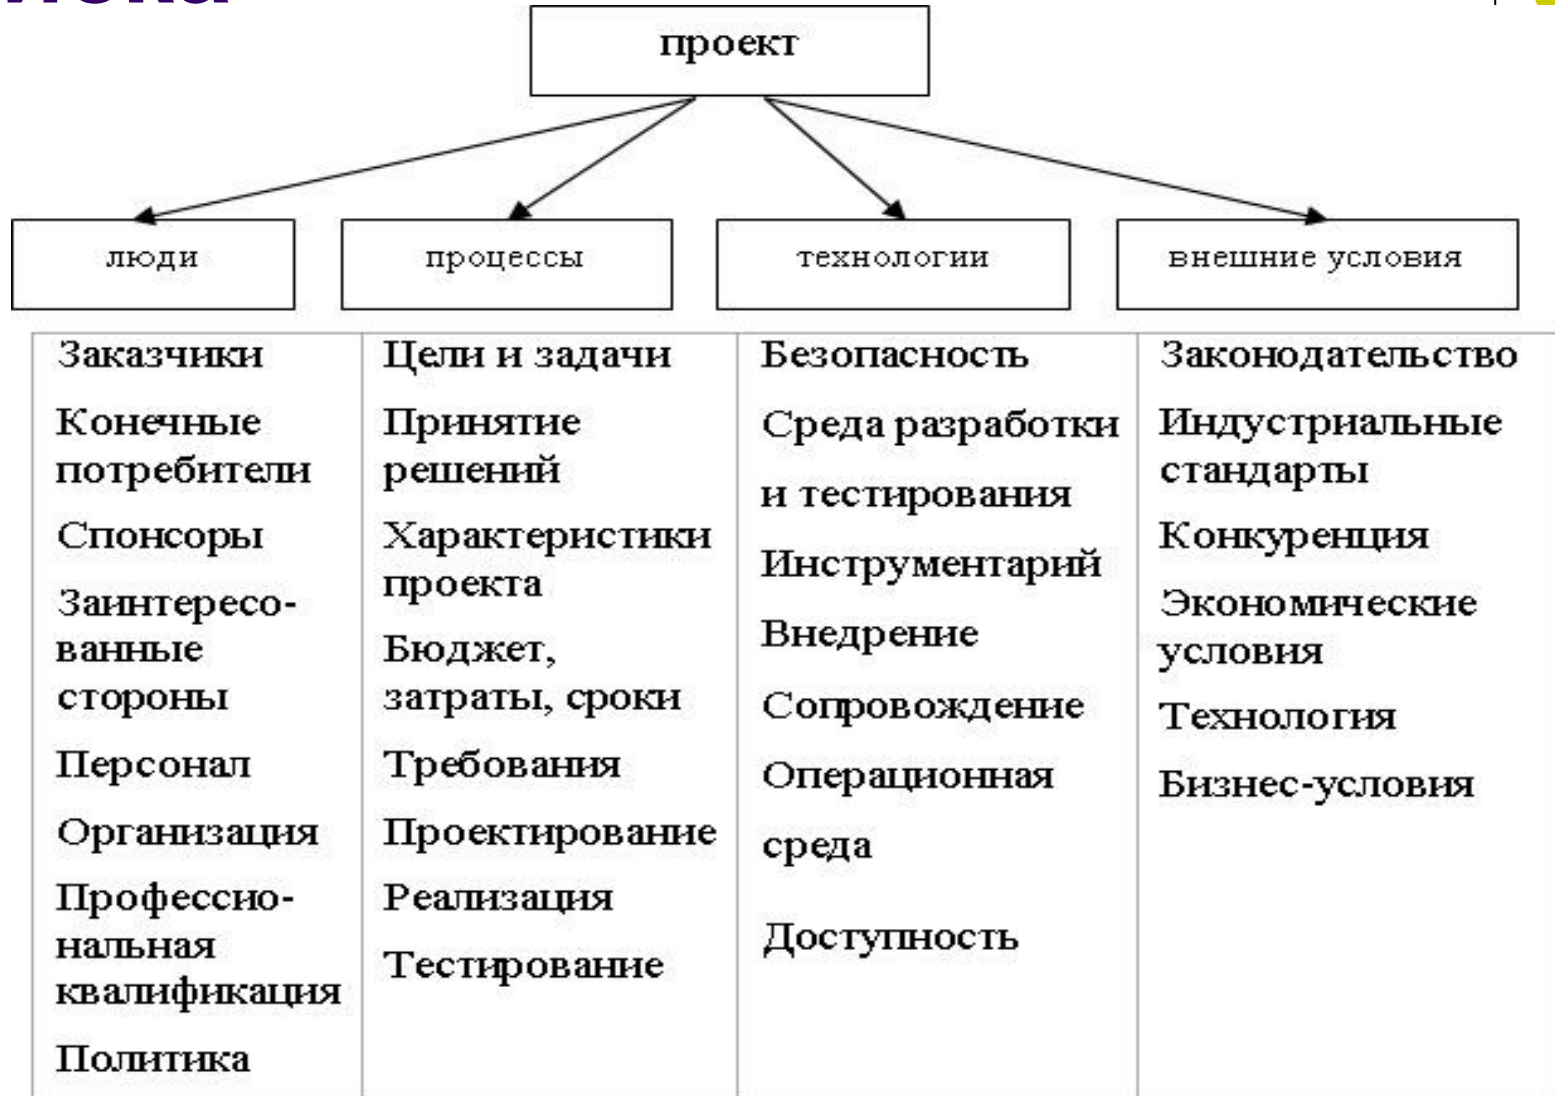 проект
люди
процессы
технологии
внешние условия
Заказчики
Конечные
потребители
Спонсоры
Заинтересо-
ванные
стороны
Персонал
Организация
Профессио-
нальная
квалификация
Политика
Цели и задачи
Принятие
решений
Характеристики
проекта
Бюджет,
затраты, сроки
Требования
Проектирование
Реализация
Тестирование
Безопасность
Среда разработки
и тестирования
Инструментарий
Внедрение
Сопровождение
Операционная
среда
Доступность
Законодательство
Индустриальные
стандарты
Конкуренция
Экономические
условия
Технология
Бизнес-условия